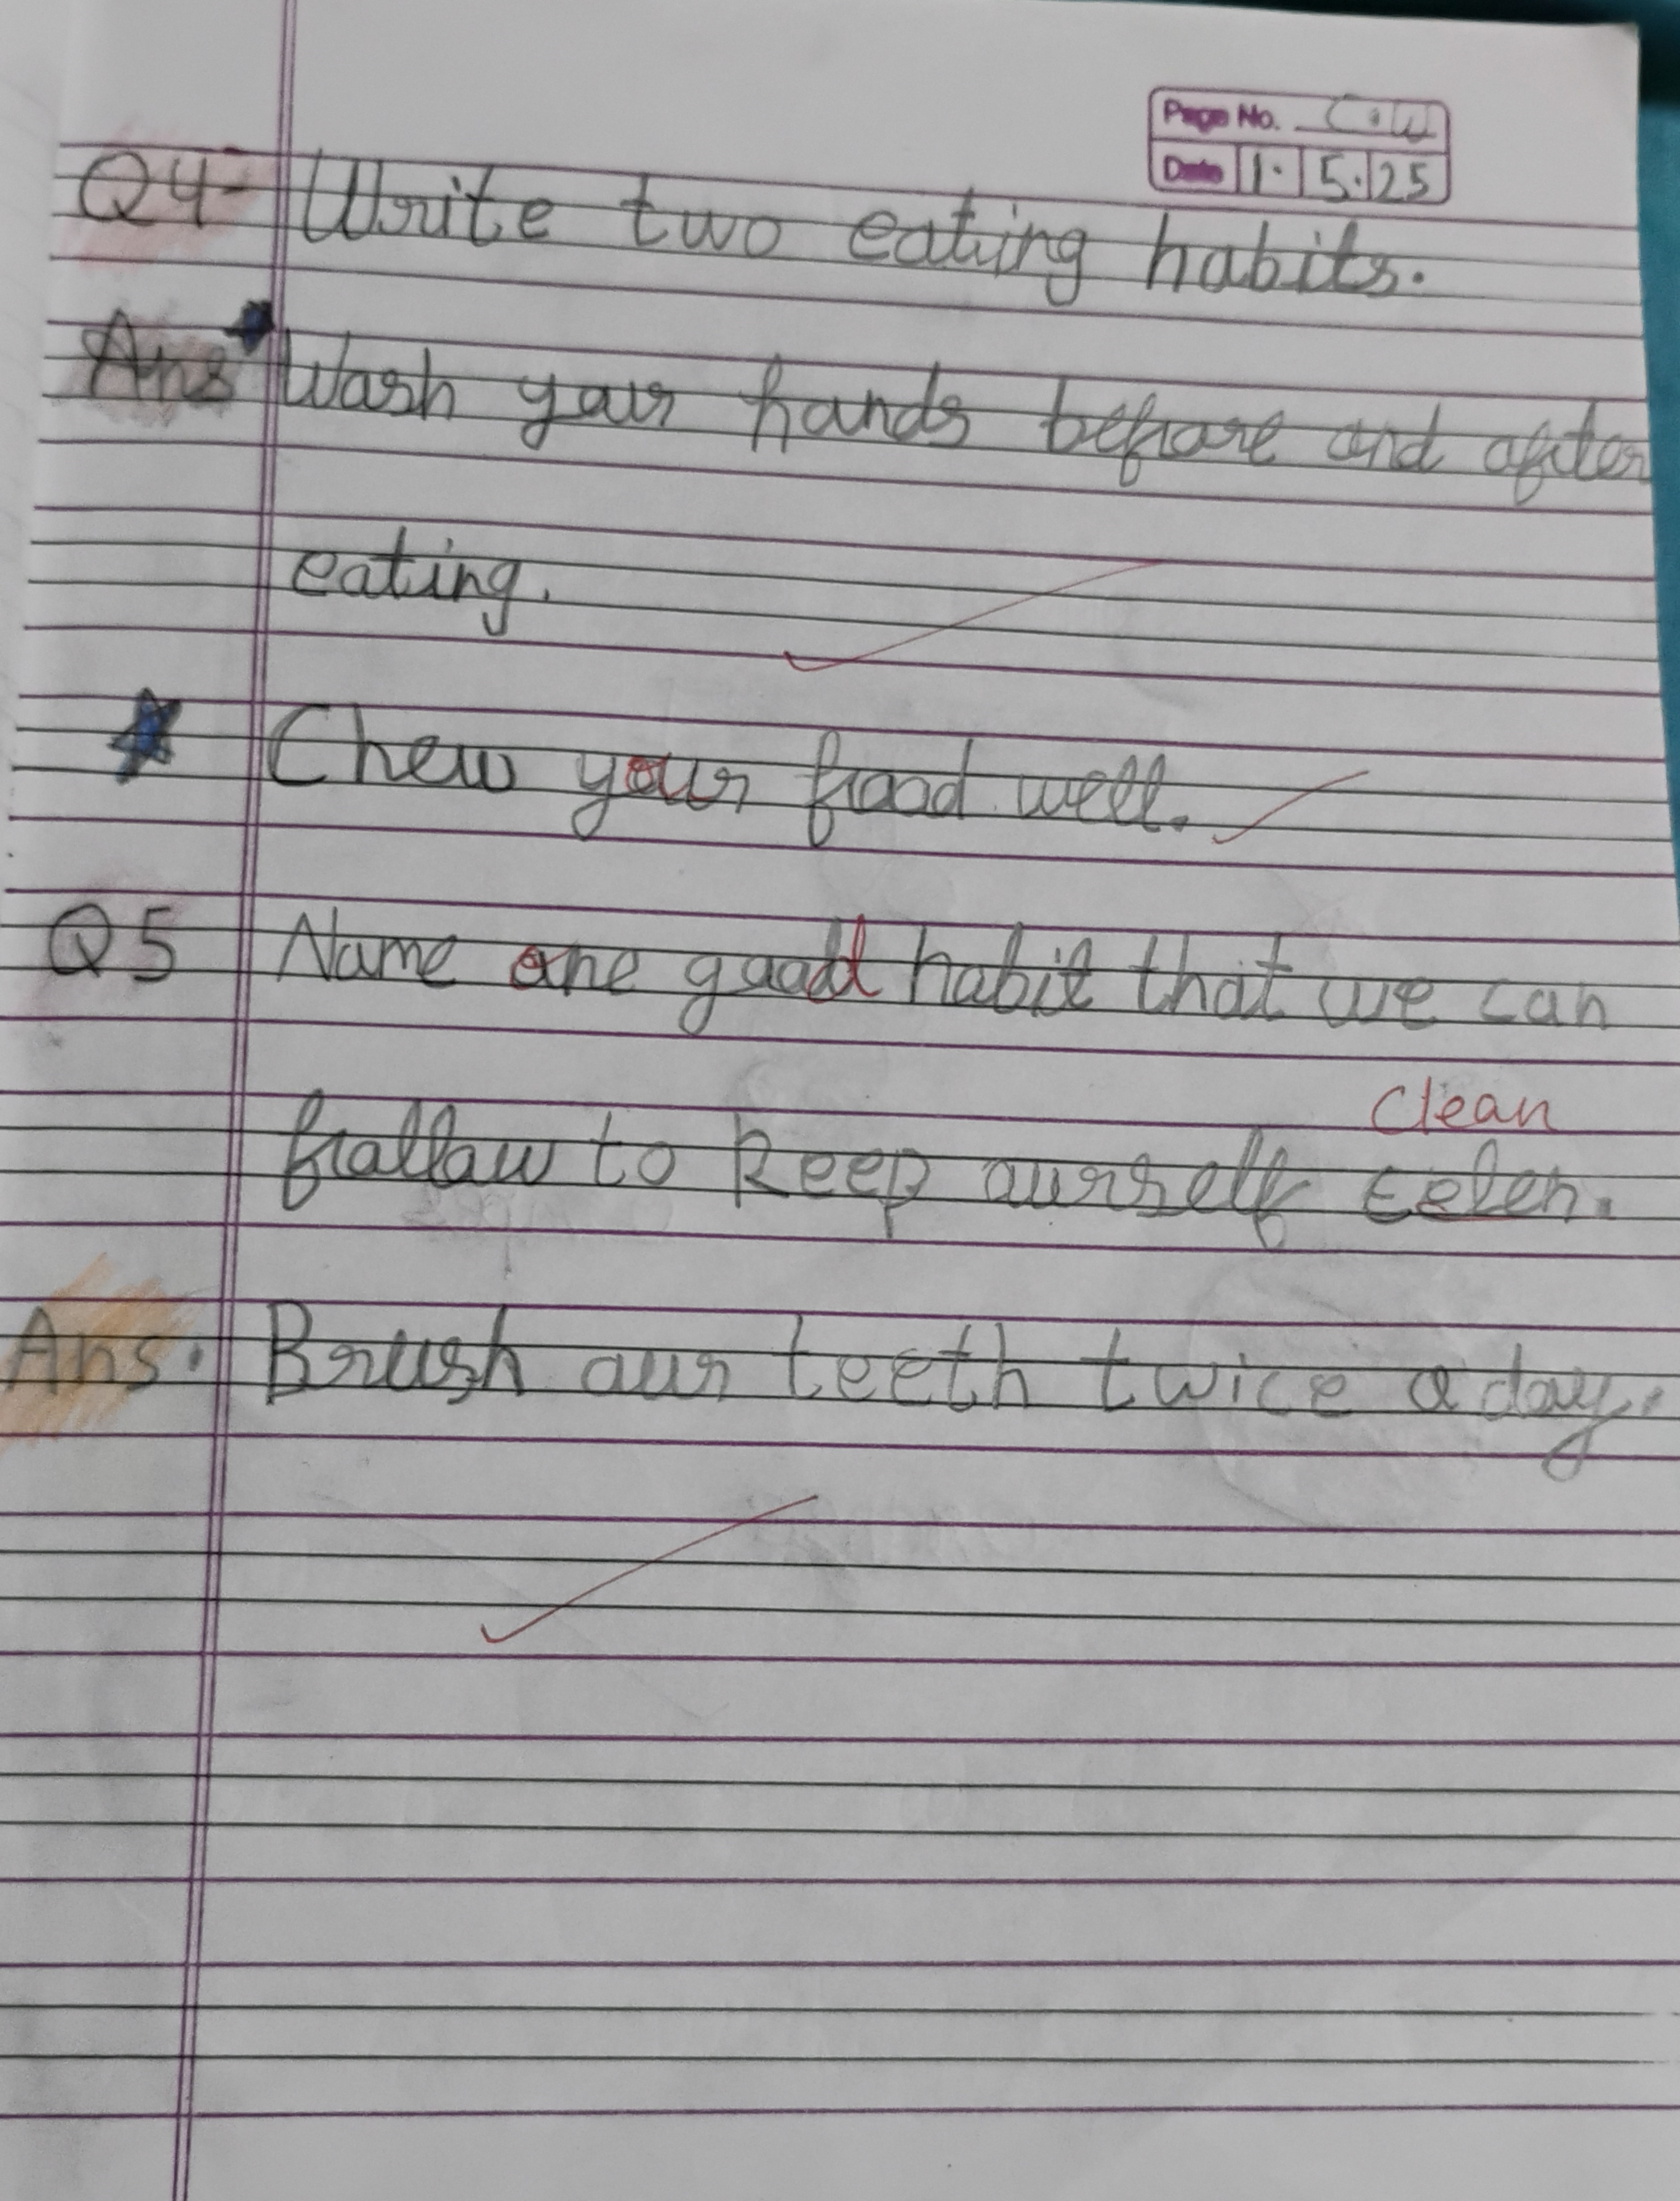 Page No. C.W
Date 1. 5. 25
Q4- Write two eating habits.
Ans Wash your hands before and after
eating.
Chew your food well.
Q5 Name one good habit that we can
follow to keep ourself
clean
celen.
Ans. Brush our teeth twice a day.